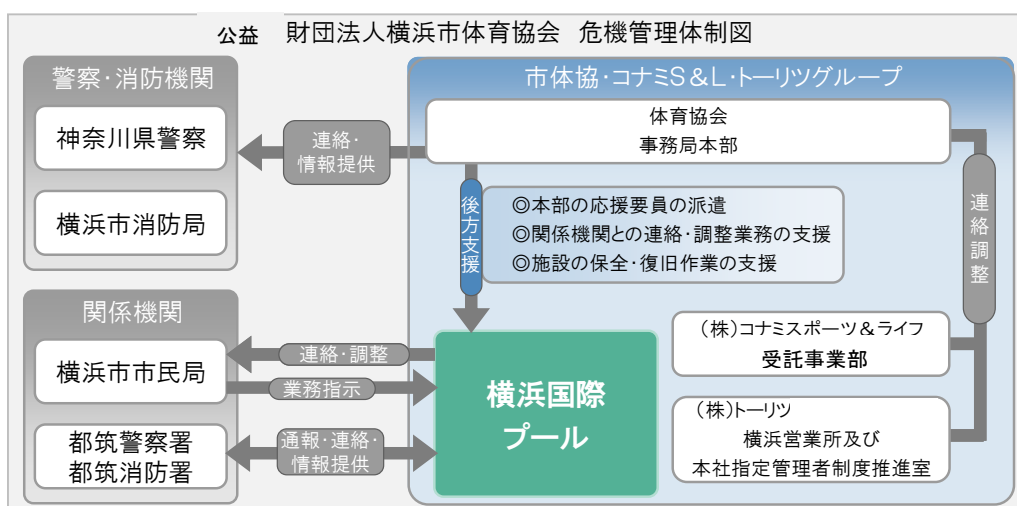 公益 財団法人横浜市体育協会 危機管理体制図
警察・消防機関
神奈川県警察
横浜市消防局
連絡・
情報提供
市体協・コナミS&L・トーリツグループ
体育協会
事務局本部
後方支援
◎本部の応援要員の派遣
◎関係機関との連絡・調整業務の支援
◎施設の保全・復旧作業の支援
連絡調整
関係機関
横浜市市民局
都筑警察署
都筑消防署
連絡・調整
業務指示
通報・連絡・
情報提供
横浜国際
プール
(株)コナミスポーツ&ライフ
受託事業部
(株)トーリツ
横浜営業所及び
本社指定管理者制度推進室